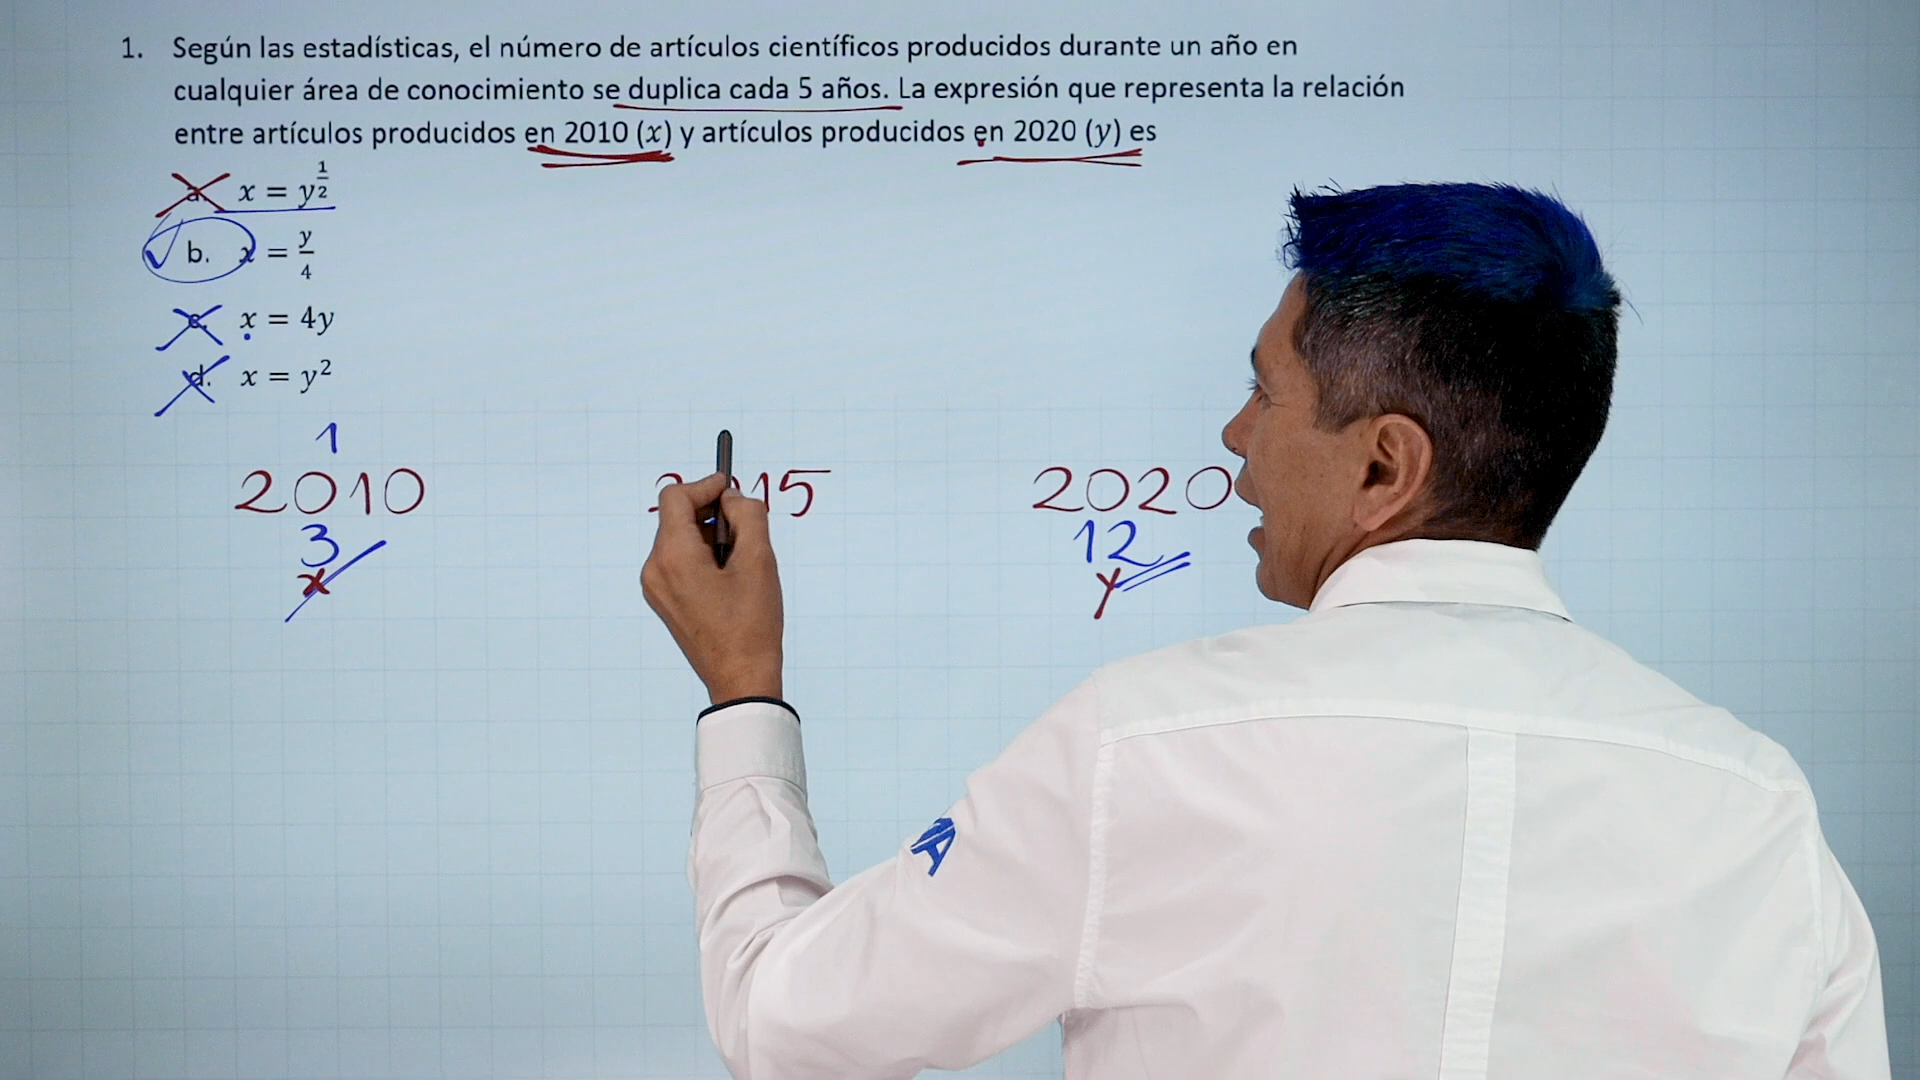 1. Según las estadísticas, el número de artículos científicos producidos durante un año en
cualquier área de conocimiento se duplica cada 5 años. La expresión que representa la relación
entre artículos producidos en 2010 (x) y artículos producidos en 2020 (y) es
a. x = y^(1/2)
b. x = y/4
c. x = 4y
d. x = y²
1
2010 2015 2020
3 12
x y
MA